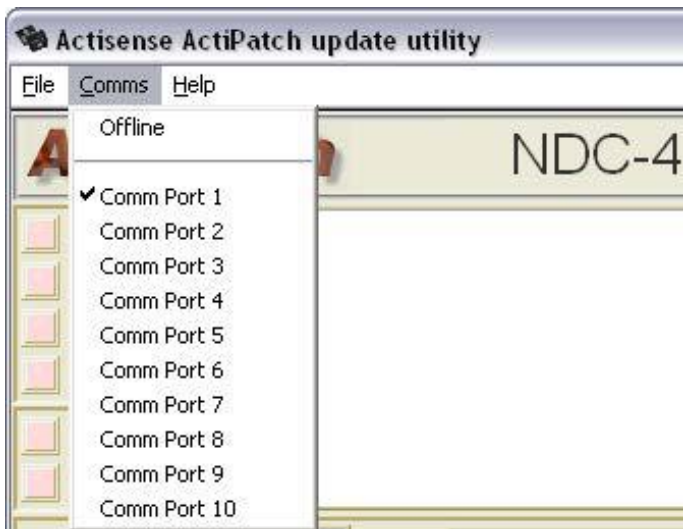 Actisense ActiPatch update utility
File Comms Help
Offline
NDC-4
Comm Port 1
Comm Port 2
Comm Port 3
Comm Port 4
Comm Port 5
Comm Port 6
Comm Port 7
Comm Port 8
Comm Port 9
Comm Port 10